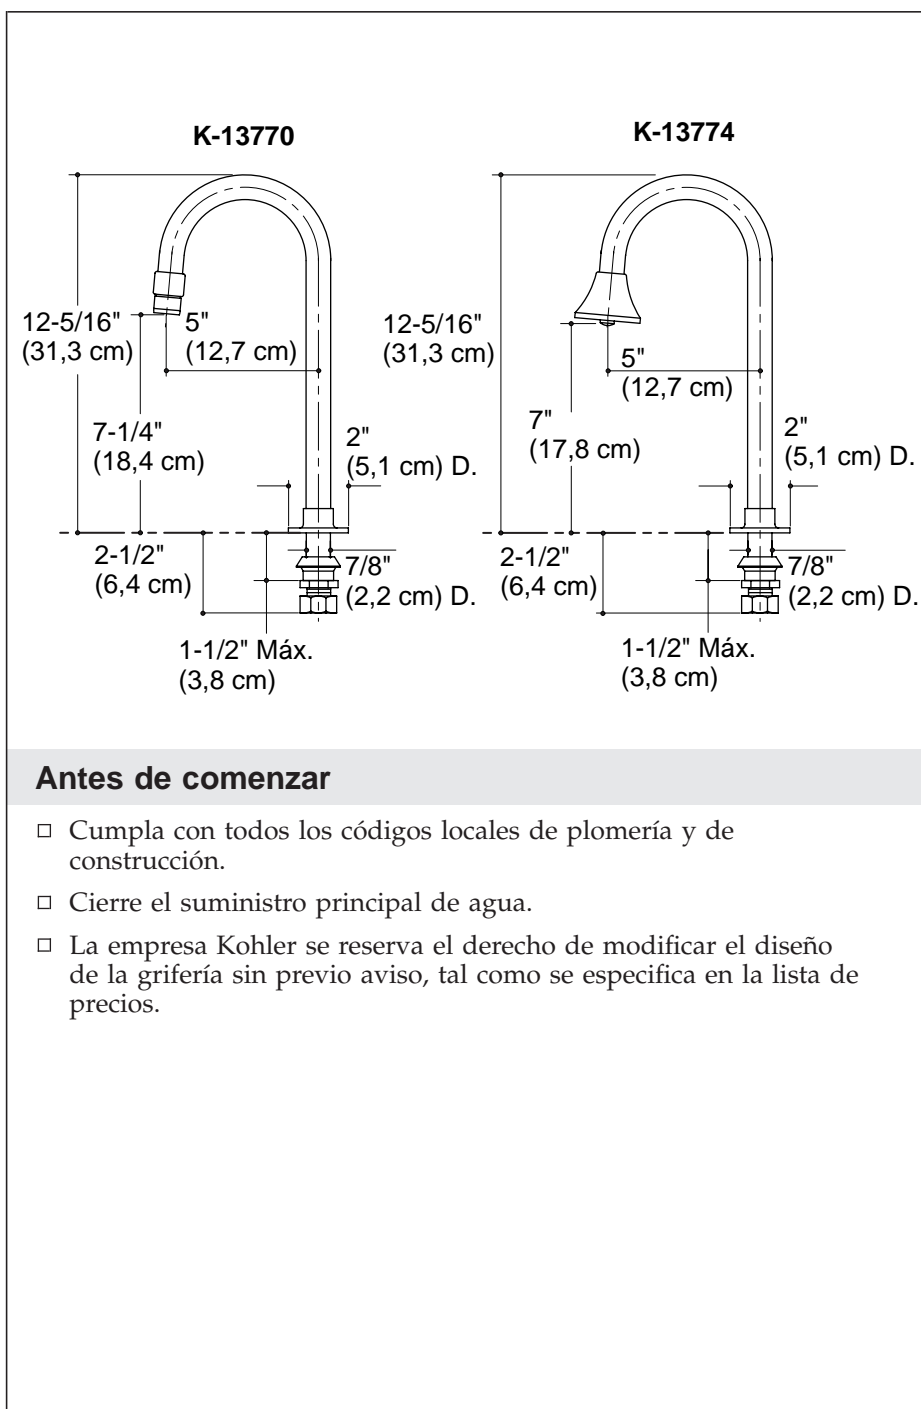 K-13770
12-5/16"
(31,3 cm)
5"
(12,7 cm)
7-1/4"
(18,4 cm)
2"
(5,1 cm) D.
2-1/2"
(6,4 cm)
7/8"
(2,2 cm) D.
1-1/2" Máx.
(3,8 cm)
K-13774
12-5/16"
(31,3 cm)
5"
(12,7 cm)
7"
(17,8 cm)
2"
(5,1 cm) D.
2-1/2"
(6,4 cm)
7/8"
(2,2 cm) D.
1-1/2" Máx.
(3,8 cm)
Antes de comenzar
Cumpla con todos los códigos locales de plomería y de
construcción.
Cierre el suministro principal de agua.
La empresa Kohler se reserva el derecho de modificar el diseño
de la grifería sin previo aviso, tal como se especifica en la lista de
precios.